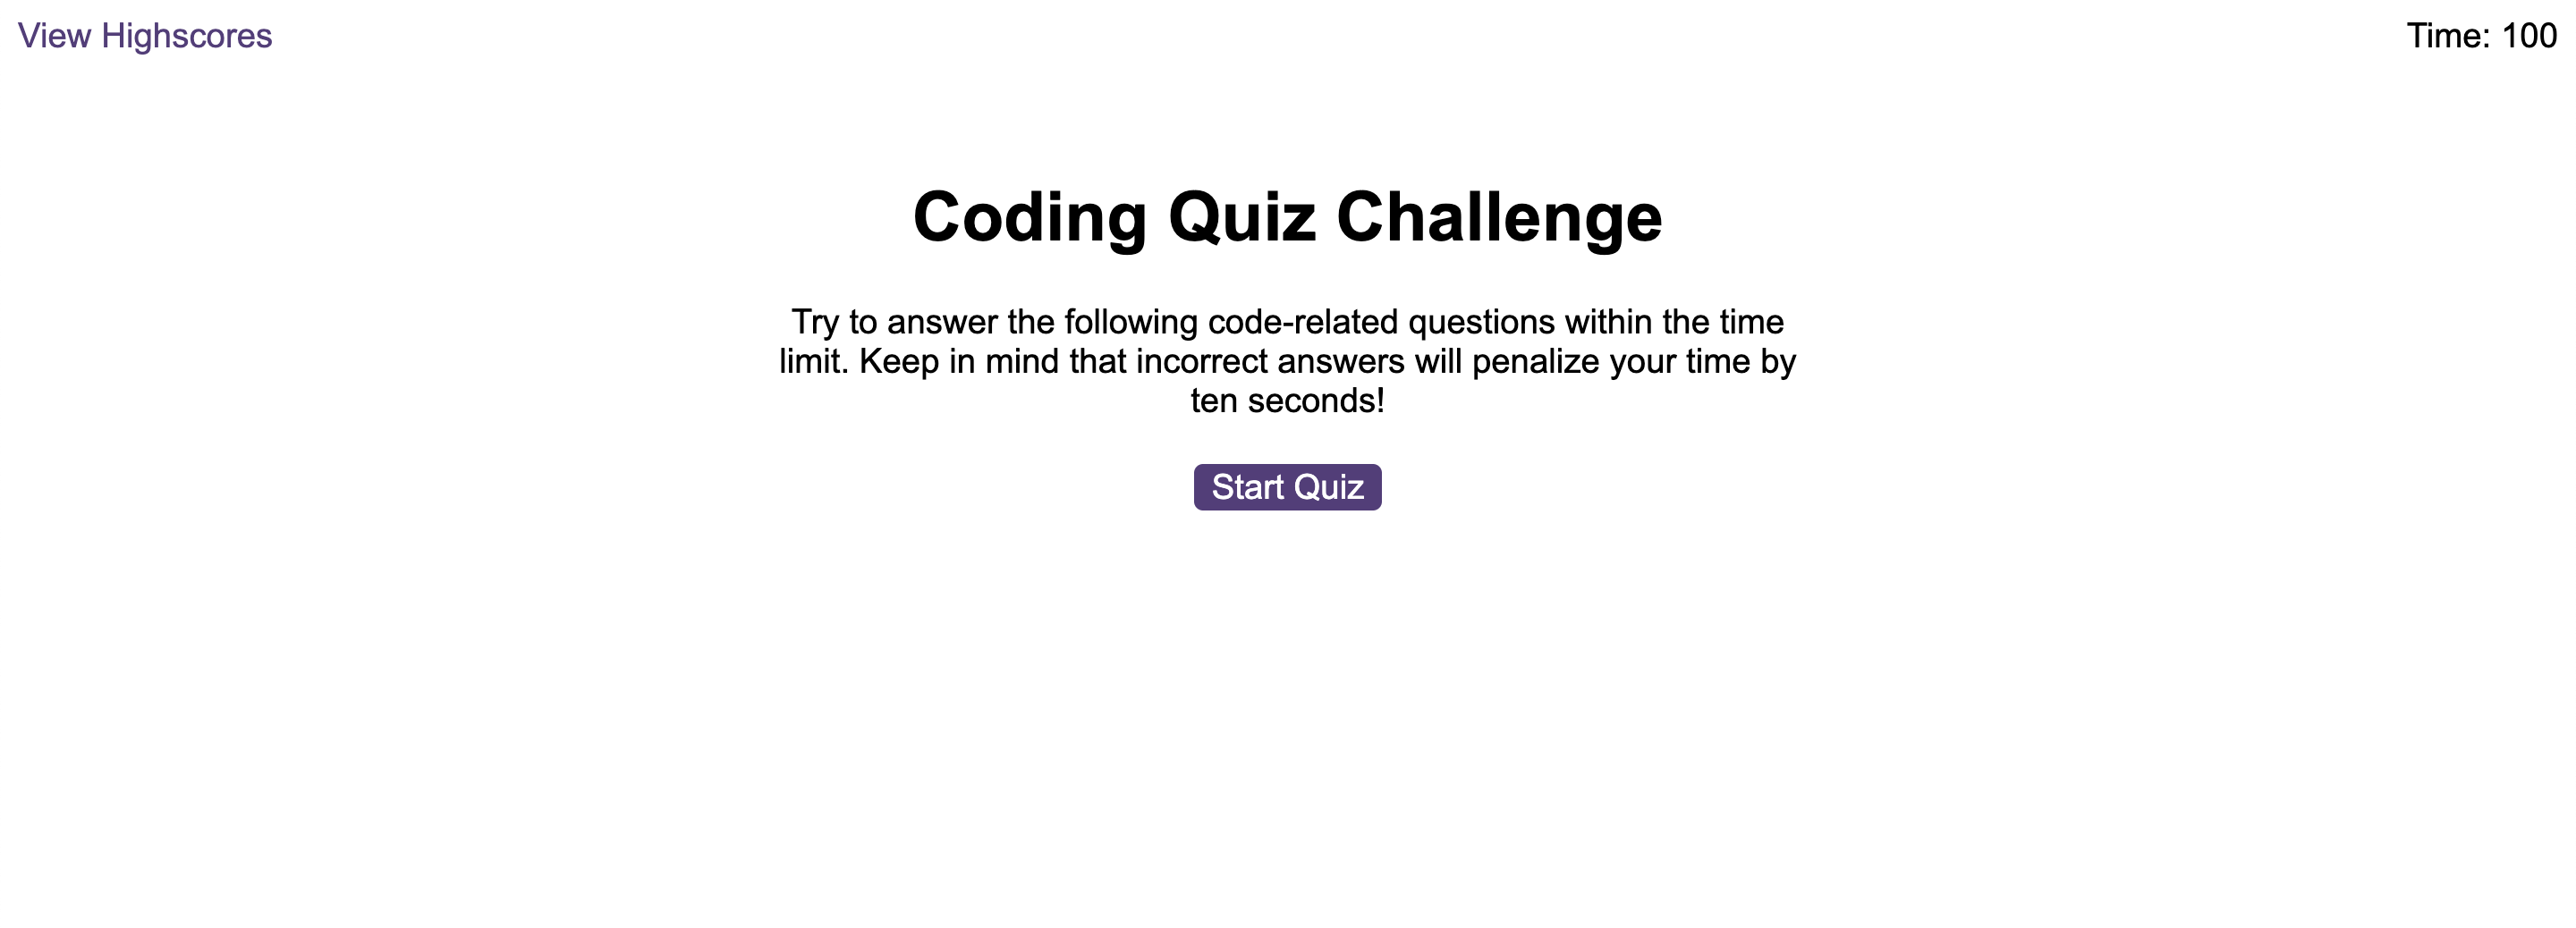 View Highscores
Time: 100
Coding Quiz Challenge
Try to answer the following code-related questions within the time
limit. Keep in mind that incorrect answers will penalize your time by
ten seconds!
Start Quiz